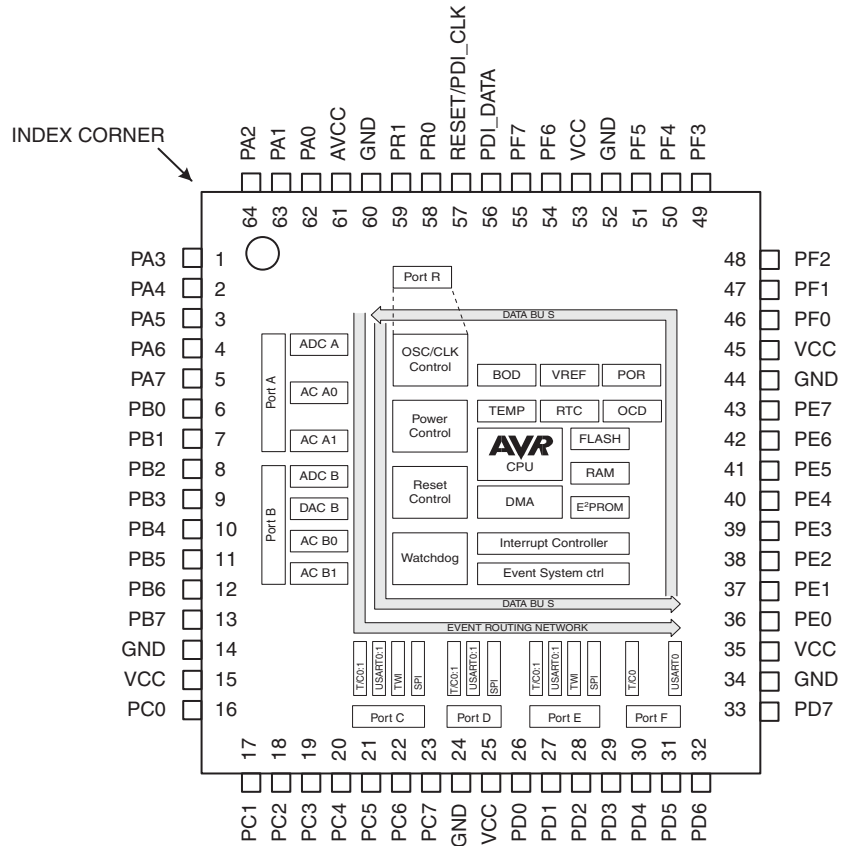 INDEX CORNER
PA2
PA1
PA0
AVCC
GND
PR1
PR0
RESET/PDI_CLK
PDI_DATA
PF7
PF6
VCC
GND
PF5
PF4
PF3
64
63
62
61
60
59
58
57
56
55
54
53
52
51
50
49
PA3 1
PA4 2
PA5 3
PA6 4
PA7 5
PB0 6
PB1 7
PB2 8
PB3 9
PB4 10
PB5 11
PB6 12
PB7 13
GND 14
VCC 15
PC0 16
Port A
ADC A
AC A0
AC A1
Port B
ADC B
DAC B
AC B0
AC B1
Port R
DATA BU S
OSC/CLK
Control
BOD
VREF
POR
TEMP
RTC
OCD
Power
Control
AVR
CPU
FLASH
RAM
Reset
Control
DMA
E²PROM
Watchdog
Interrupt Controller
Event System ctrl
DATA BU S
EVENT ROUTING NETWORK
T/C0:1
USART0:1
TWI
SPI
T/C0:1
USART0:1
SPI
T/C0:1
USART0:1
TWI
SPI
T/C0
USART0
Port C
Port D
Port E
Port F
48 PF2
47 PF1
46 PF0
45 VCC
44 GND
43 PE7
42 PE6
41 PE5
40 PE4
39 PE3
38 PE2
37 PE1
36 PE0
35 VCC
34 GND
33 PD7
17
18
19
20
21
22
23
24
25
26
27
28
29
30
31
32
PC1
PC2
PC3
PC4
PC5
PC6
PC7
GND
VCC
PD0
PD1
PD2
PD3
PD4
PD5
PD6